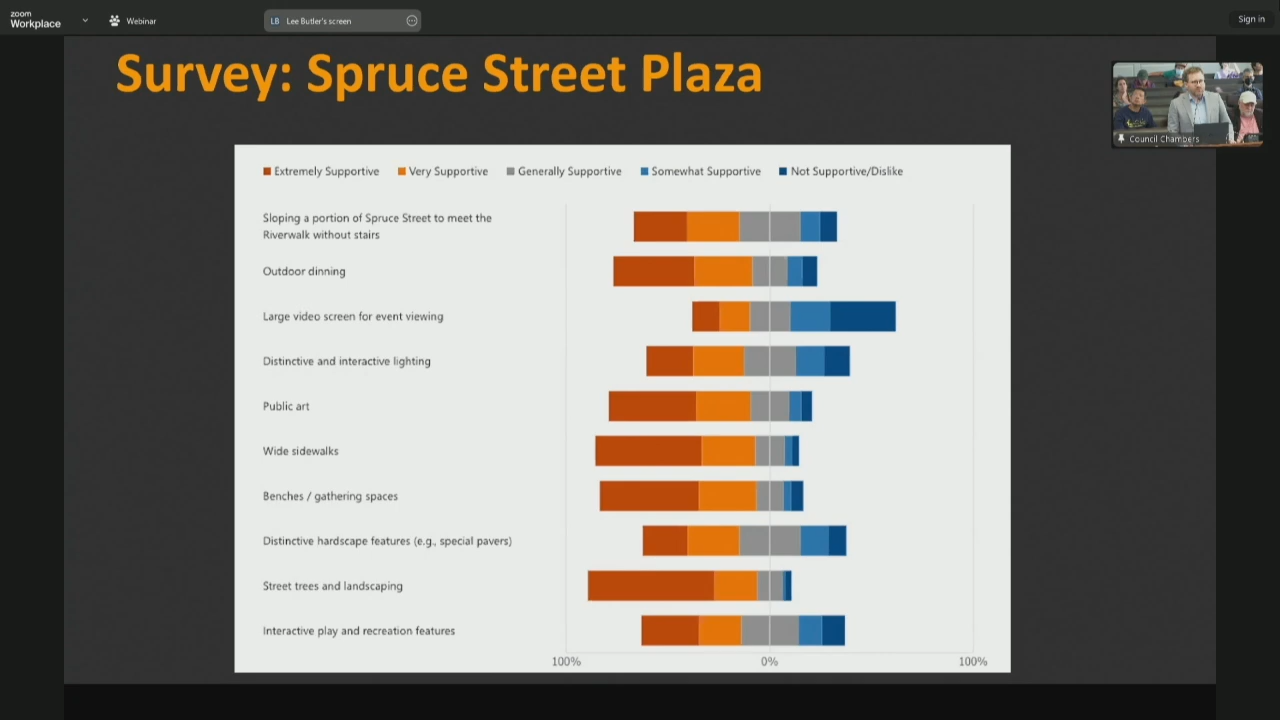 zoom
Workplace
Webinar
LB Lee Butler's screen
Sign in
Survey: Spruce Street Plaza
Council Chambers
Extremely Supportive Very Supportive Generally Supportive Somewhat Supportive Not Supportive/Dislike
Sloping a portion of Spruce Street to meet the
Riverwalk without stairs
Outdoor dinning
Large video screen for event viewing
Distinctive and interactive lighting
Public art
Wide sidewalks
Benches / gathering spaces
Distinctive hardscape features (e.g., special pavers)
Street trees and landscaping
Interactive play and recreation features
100% 0% 100%